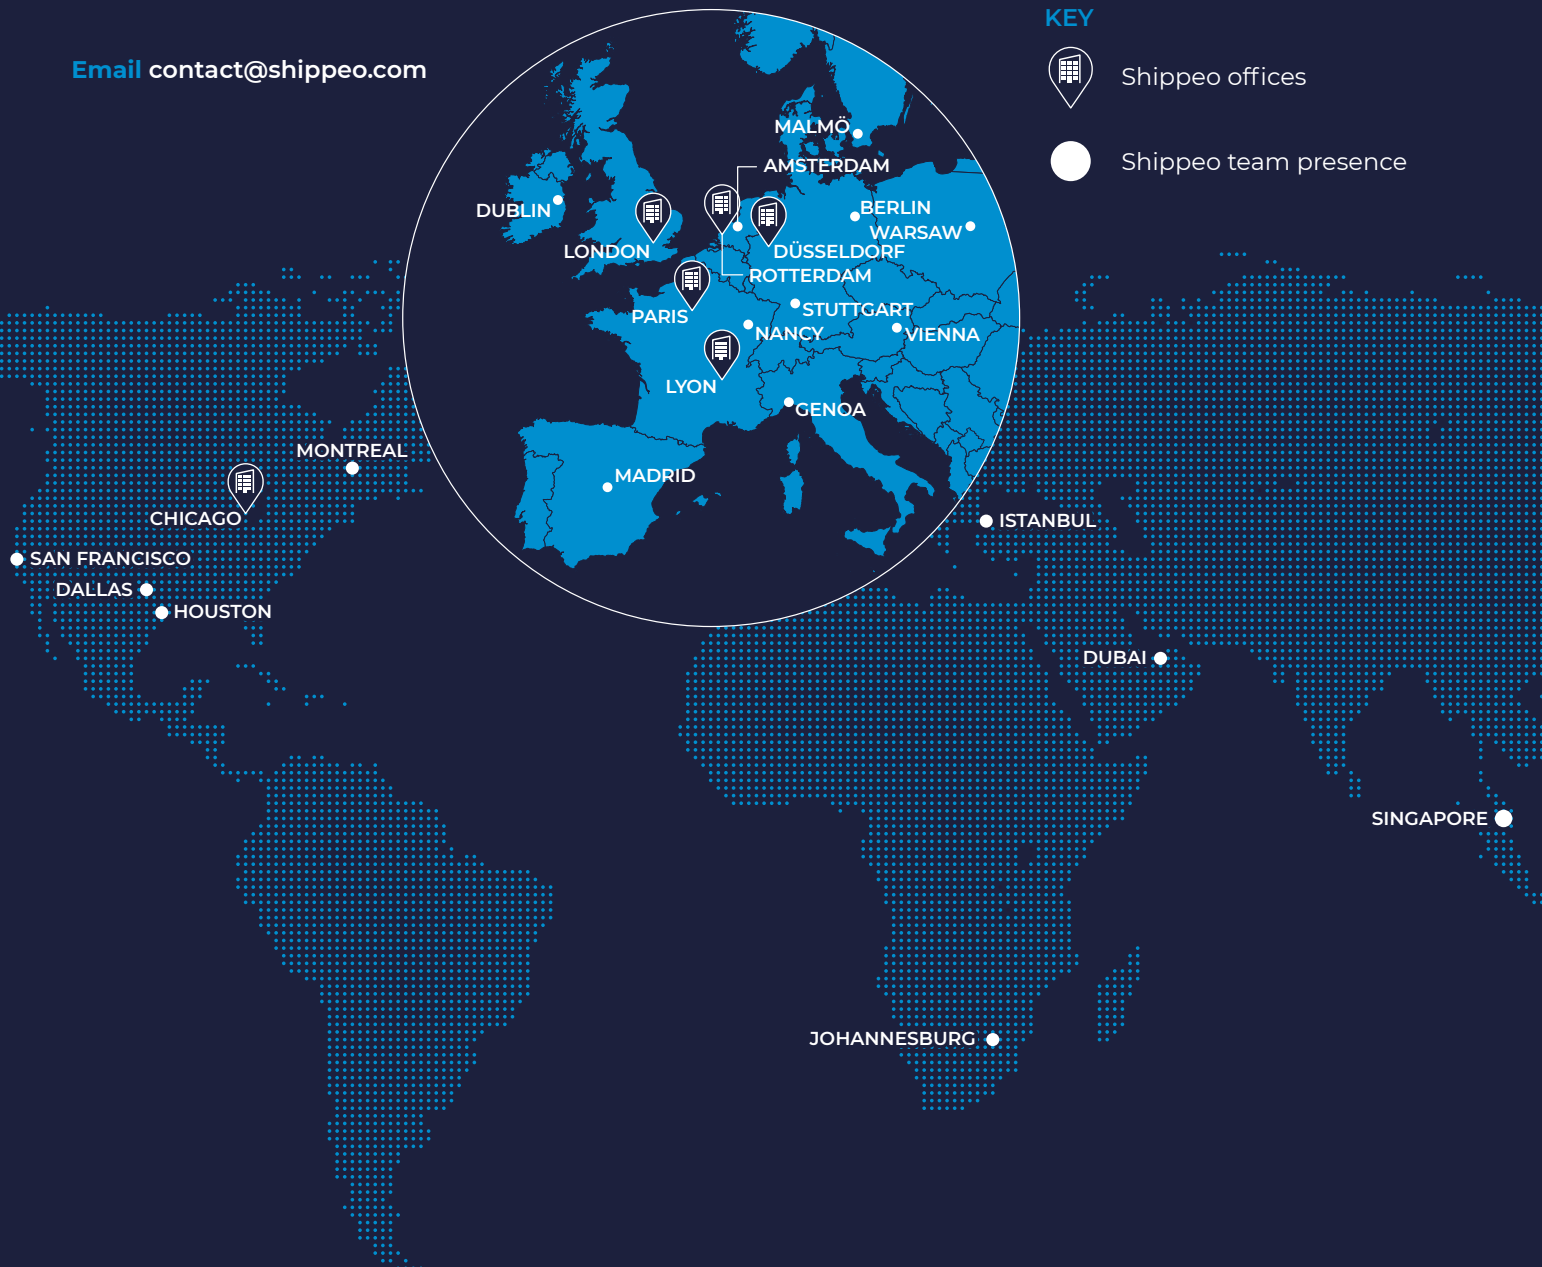 KEY
Email contact@shippeo.com
Shippeo offices
Shippeo team presence
MALMÖ
AMSTERDAM
DUBLIN
BERLIN
WARSAW
LONDON
DÜSSELDORF
ROTTERDAM
PARIS
STUTTGART
NANCY
VIENNA
LYON
GENOA
MADRID
MONTREAL
CHICAGO
ISTANBUL
SAN FRANCISCO
DALLAS
HOUSTON
DUBAI
SINGAPORE
JOHANNESBURG